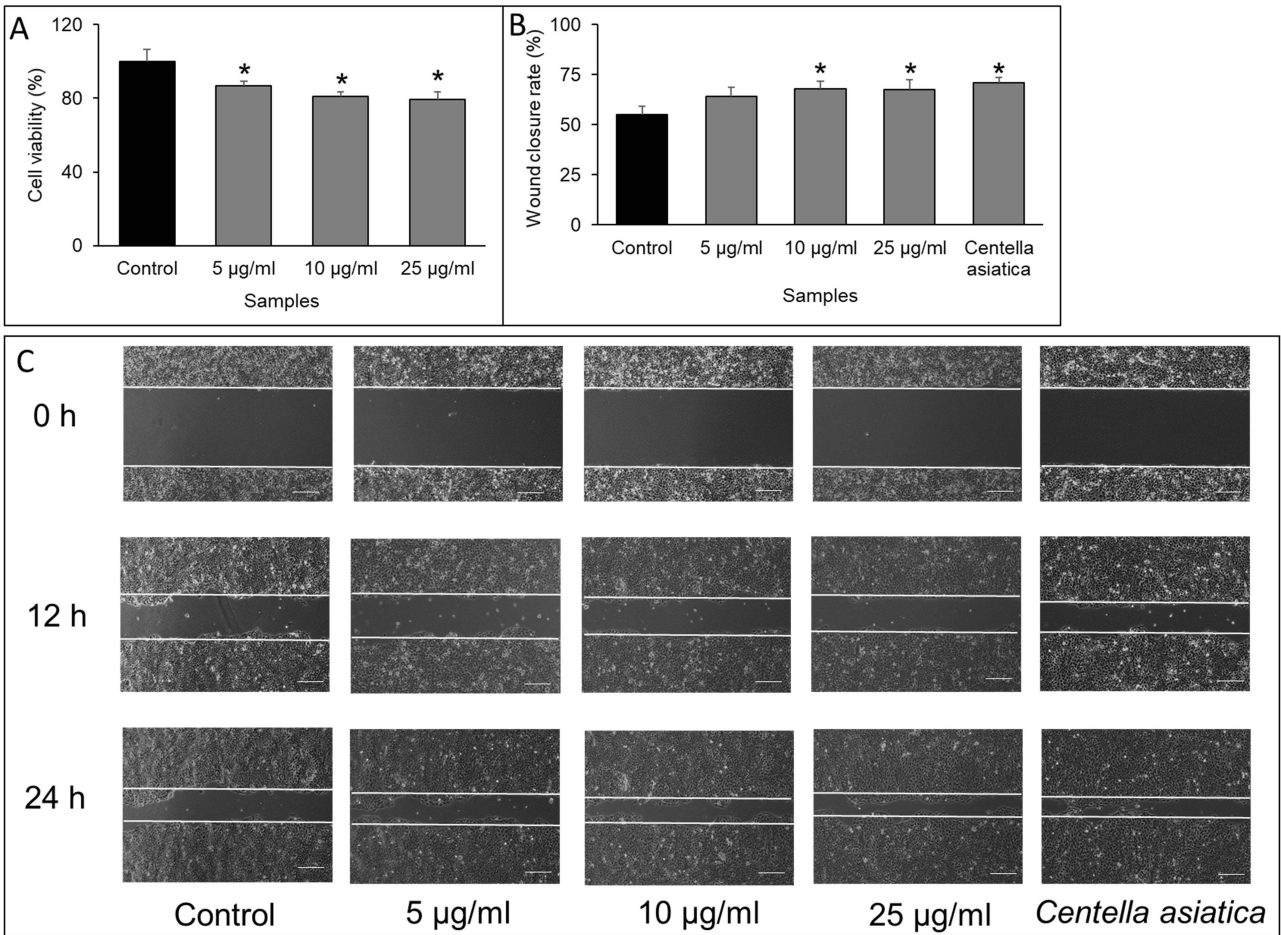 A
Cell viability (%)
120
80
40
0
*
*
*
Control
5 µg/ml
10 µg/ml
25 µg/ml
Samples
B
Wound closure rate (%)
100
75
50
25
0
*
*
*
Control
5 µg/ml
10 µg/ml
25 µg/ml
Centella
asiatica
Samples
C
0 h
12 h
24 h
Control
5 µg/ml
10 µg/ml
25 µg/ml
Centella asiatica